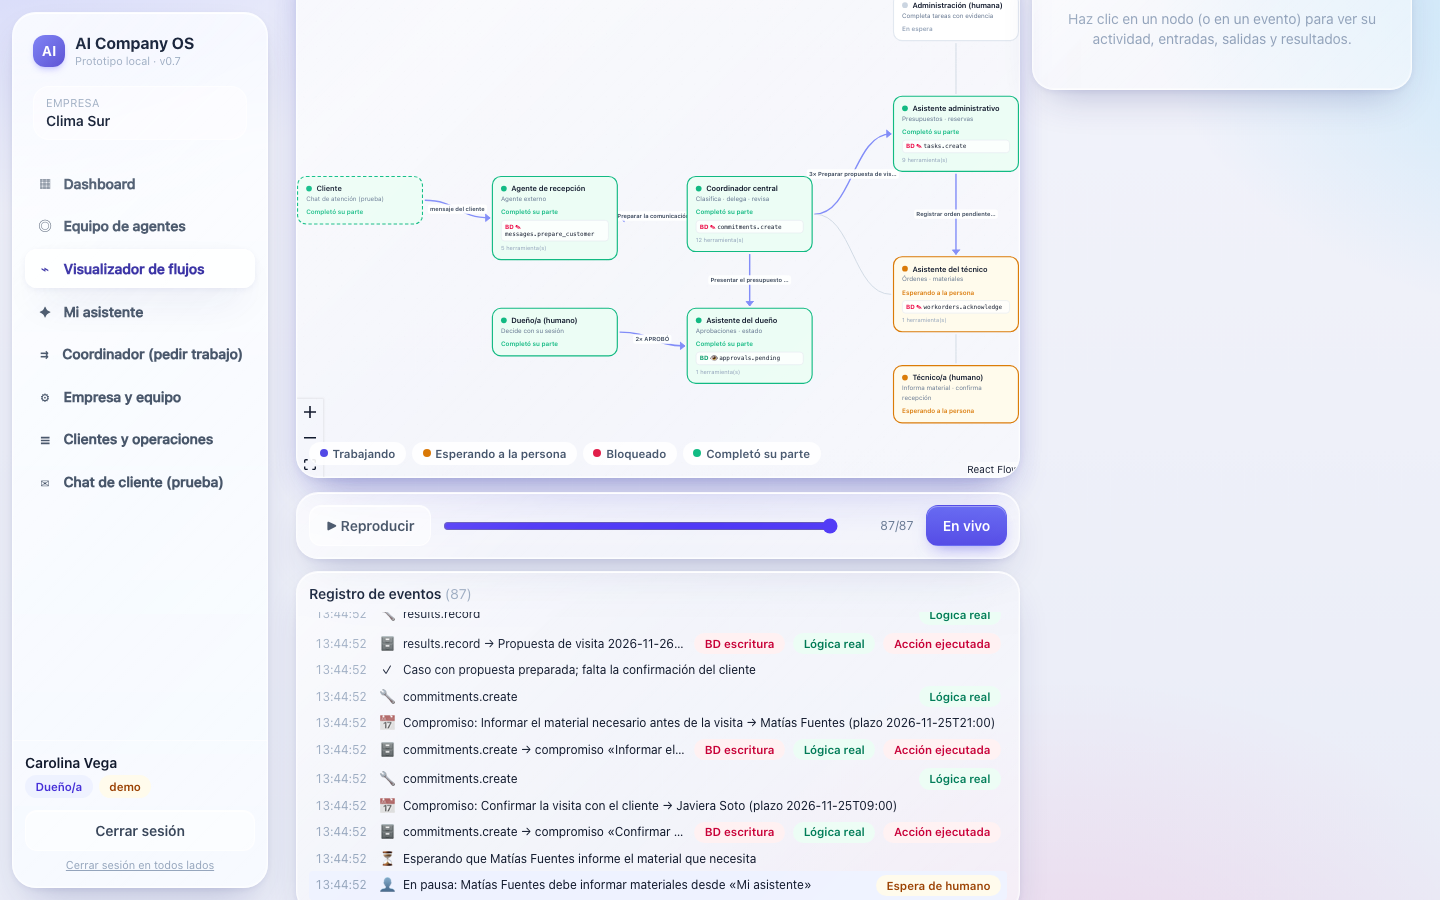 AI
AI Company OS
Prototipo local · v0.7
EMPRESA
Clima Sur
Dashboard
Equipo de agentes
Visualizador de flujos
Mi asistente
Coordinador (pedir trabajo)
Empresa y equipo
Clientes y operaciones
Chat de cliente (prueba)
Carolina Vega
Dueño/a
demo
Cerrar sesión
Cerrar sesión en todos lados
Administración (humana)
Completa tareas con evidencia
En espera
Asistente administrativo
Presupuestos · reservas
Completó su parte
BD tasks.create
9 herramienta(s)
3× Preparar propuesta de vis...
Cliente
Chat de atención (prueba)
Completó su parte
mensaje del cliente
Agente de recepción
Agente externo
Completó su parte
BD
messages.prepare_customer
5 herramienta(s)
Preparar la comunicación
Coordinador central
Clasifica · delega · revisa
Completó su parte
BD commitments.create
12 herramienta(s)
Registrar orden pendiente...
Presentar el presupuesto ...
Asistente del técnico
Órdenes · materiales
Esperando a la persona
BD workorders.acknowledge
1 herramienta(s)
Dueño/a (humano)
Decide con su sesión
Completó su parte
2× APROBÓ
Asistente del dueño
Aprobaciones · estado
Completó su parte
BD approvals.pending
1 herramienta(s)
Técnico/a (humano)
Informa material · confirma
recepción
Esperando a la persona
Trabajando
Esperando a la persona
Bloqueado
Completó su parte
React Flow
Reproducir
87/87
En vivo
Registro de eventos (87)
13:44:52 results.record Lógica real
13:44:52 results.record → Propuesta de visita 2026-11-26... BD escritura Lógica real Acción ejecutada
13:44:52 Caso con propuesta preparada; falta la confirmación del cliente
13:44:52 commitments.create Lógica real
13:44:52 Compromiso: Informar el material necesario antes de la visita → Matías Fuentes (plazo 2026-11-25T21:00)
13:44:52 commitments.create → compromiso «Informar el... BD escritura Lógica real Acción ejecutada
13:44:52 commitments.create Lógica real
13:44:52 Compromiso: Confirmar la visita con el cliente → Javiera Soto (plazo 2026-11-25T09:00)
13:44:52 commitments.create → compromiso «Confirmar ... BD escritura Lógica real Acción ejecutada
13:44:52 Esperando que Matías Fuentes informe el material que necesita
13:44:52 En pausa: Matías Fuentes debe informar materiales desde «Mi asistente» Espera de humano
Haz clic en un nodo (o en un evento) para ver su
actividad, entradas, salidas y resultados.